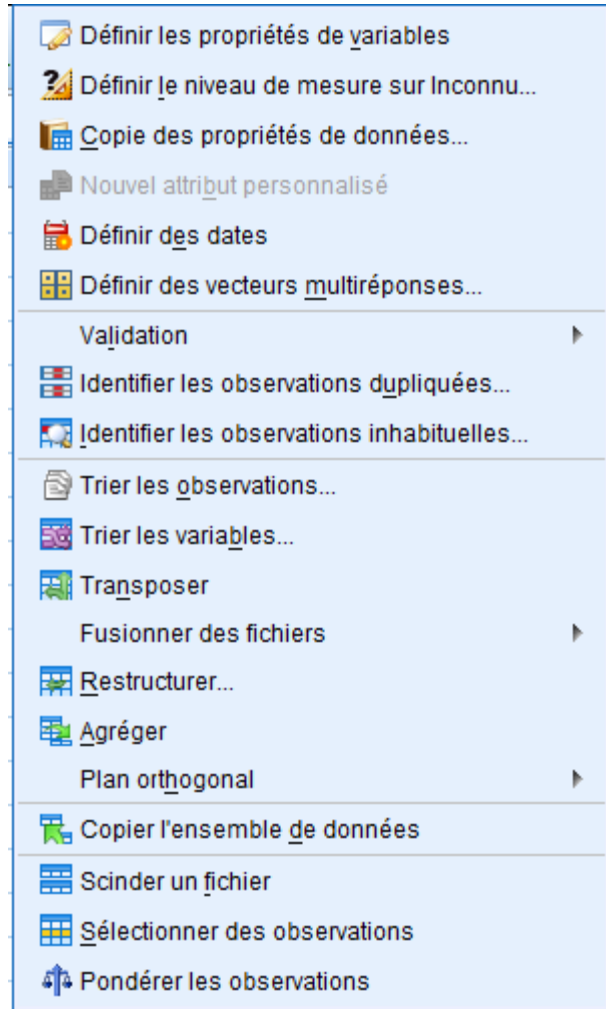 Définir les propriétés de variables
Définir le niveau de mesure sur Inconnu...
Copie des propriétés de données...
Nouvel attribut personnalisé
Définir des dates
Définir des vecteurs multiréponses...
Validation
Identifier les observations dupliquées...
Identifier les observations inhabituelles...
Trier les observations...
Trier les variables...
Transposer
Fusionner des fichiers
Restructurer...
Agréger
Plan orthogonal
Copier l'ensemble de données
Scinder un fichier
Sélectionner des observations
Pondérer les observations